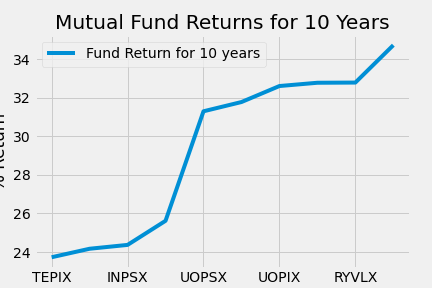 Mutual Fund Returns for 10 Years
Fund Return for 10 years
34
32
30
28
26
24
% Return
TEPIX INPSX UOPSX UOPIX RYVLX